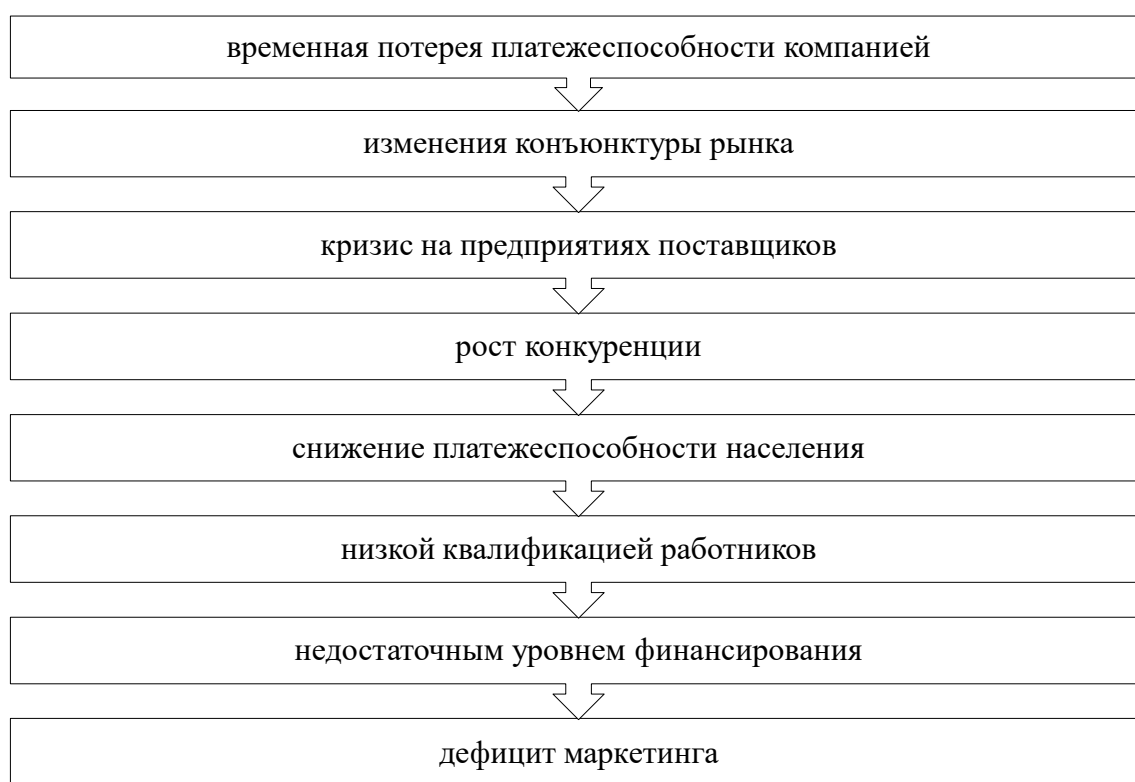 временная потерея платежеспособности компанией
изменения конъюнктуры рынка
кризис на предприятиях поставщиков
рост конкуренции
снижение платежеспособности населения
низкой квалификацией работников
недостаточным уровнем финансирования
дефицит маркетинга